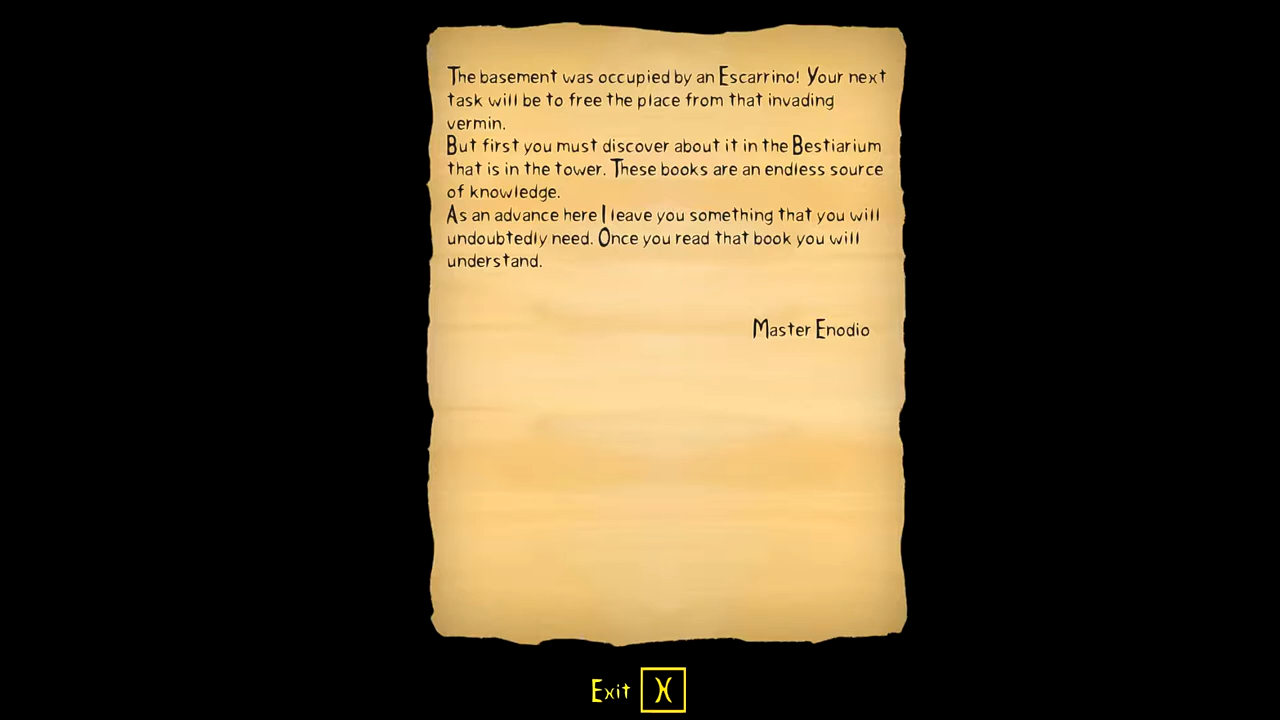 The basement was occupied by an Escarrino! Your next
task will be to free the place from that invading
vermin.
But first you must discover about it in the Bestiarium
that is in the tower. These books are an endless source
of knowledge.
As an advance here I leave you something that you will
undoubtedly need. Once you read that book you will
understand.
Master Enodio
Exit X